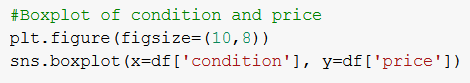 #Boxplot of condition and price
plt.figure(figsize=(10,8))
sns.boxplot(x=df['condition'], y=df['price'])